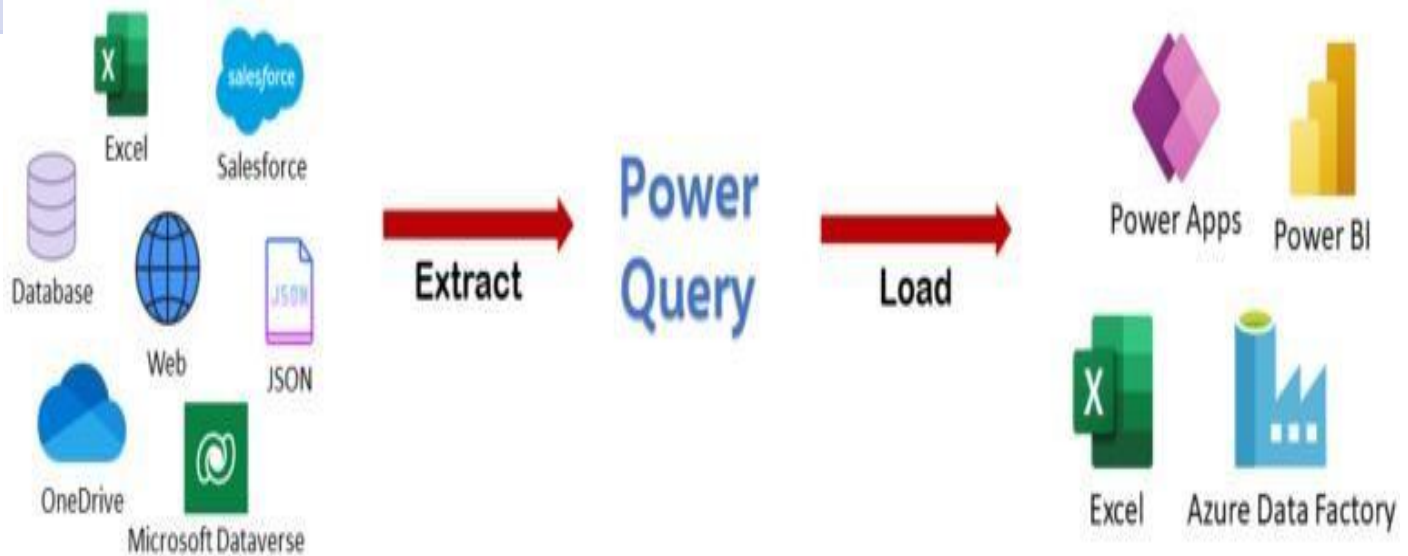 X
Excel
salesforce
Salesforce
Database
Web
JSON
JSON
OneDrive
Microsoft Dataverse
Extract
Power
Query
Load
Power Apps
Power BI
X
Excel
Azure Data Factory